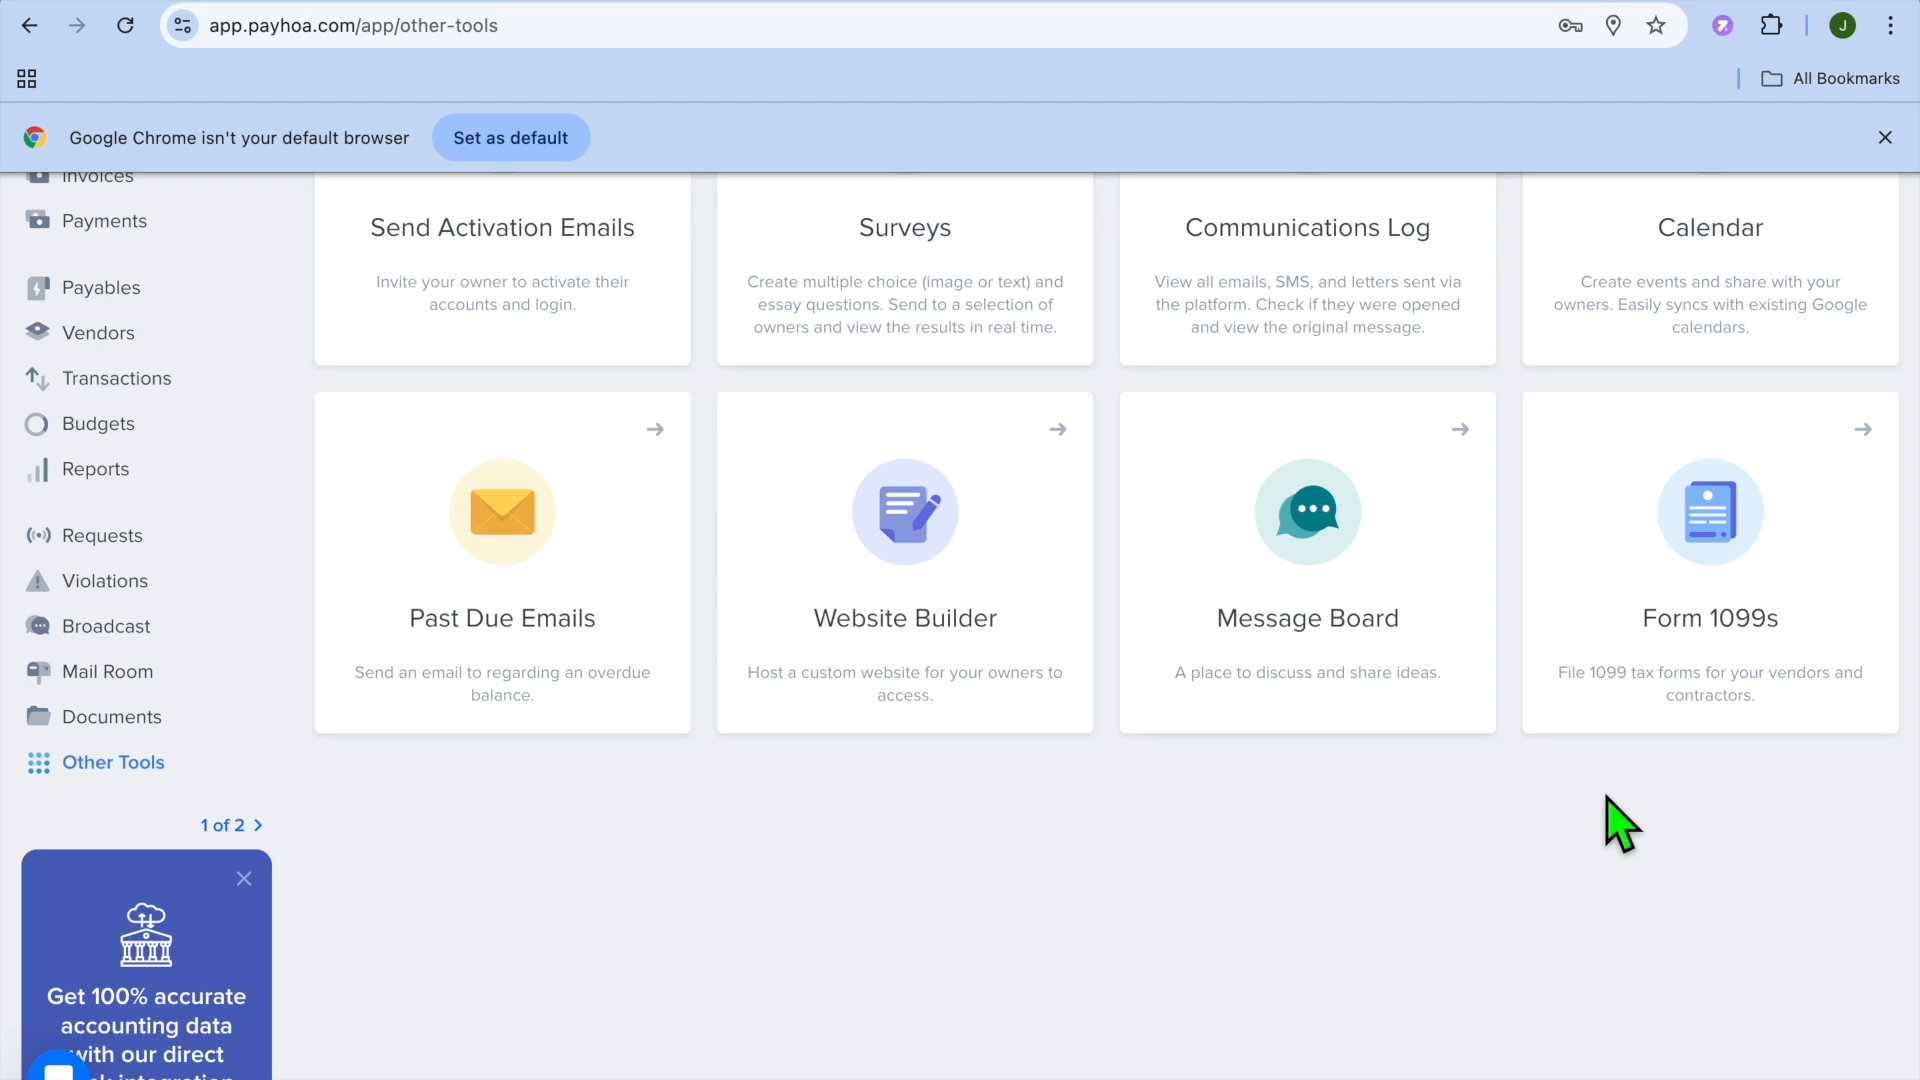 app.payhoa.com/app/other-tools
J
All Bookmarks
Google Chrome isn't your default browser
Set as default
Invoices
Payments
Payables
Vendors
Transactions
Budgets
Reports
Requests
Violations
Broadcast
Mail Room
Documents
Other Tools
1 of 2
Get 100% accurate
accounting data
with our direct
Send Activation Emails
Invite your owner to activate their
accounts and login.
Surveys
Create multiple choice (image or text) and
essay questions. Send to a selection of
owners and view the results in real time.
Communications Log
View all emails, SMS, and letters sent via
the platform. Check if they were opened
and view the original message.
Calendar
Create events and share with your
owners. Easily syncs with existing Google
calendars.
Past Due Emails
Send an email to regarding an overdue
balance.
Website Builder
Host a custom website for your owners to
access.
Message Board
A place to discuss and share ideas.
Form 1099s
File 1099 tax forms for your vendors and
contractors.